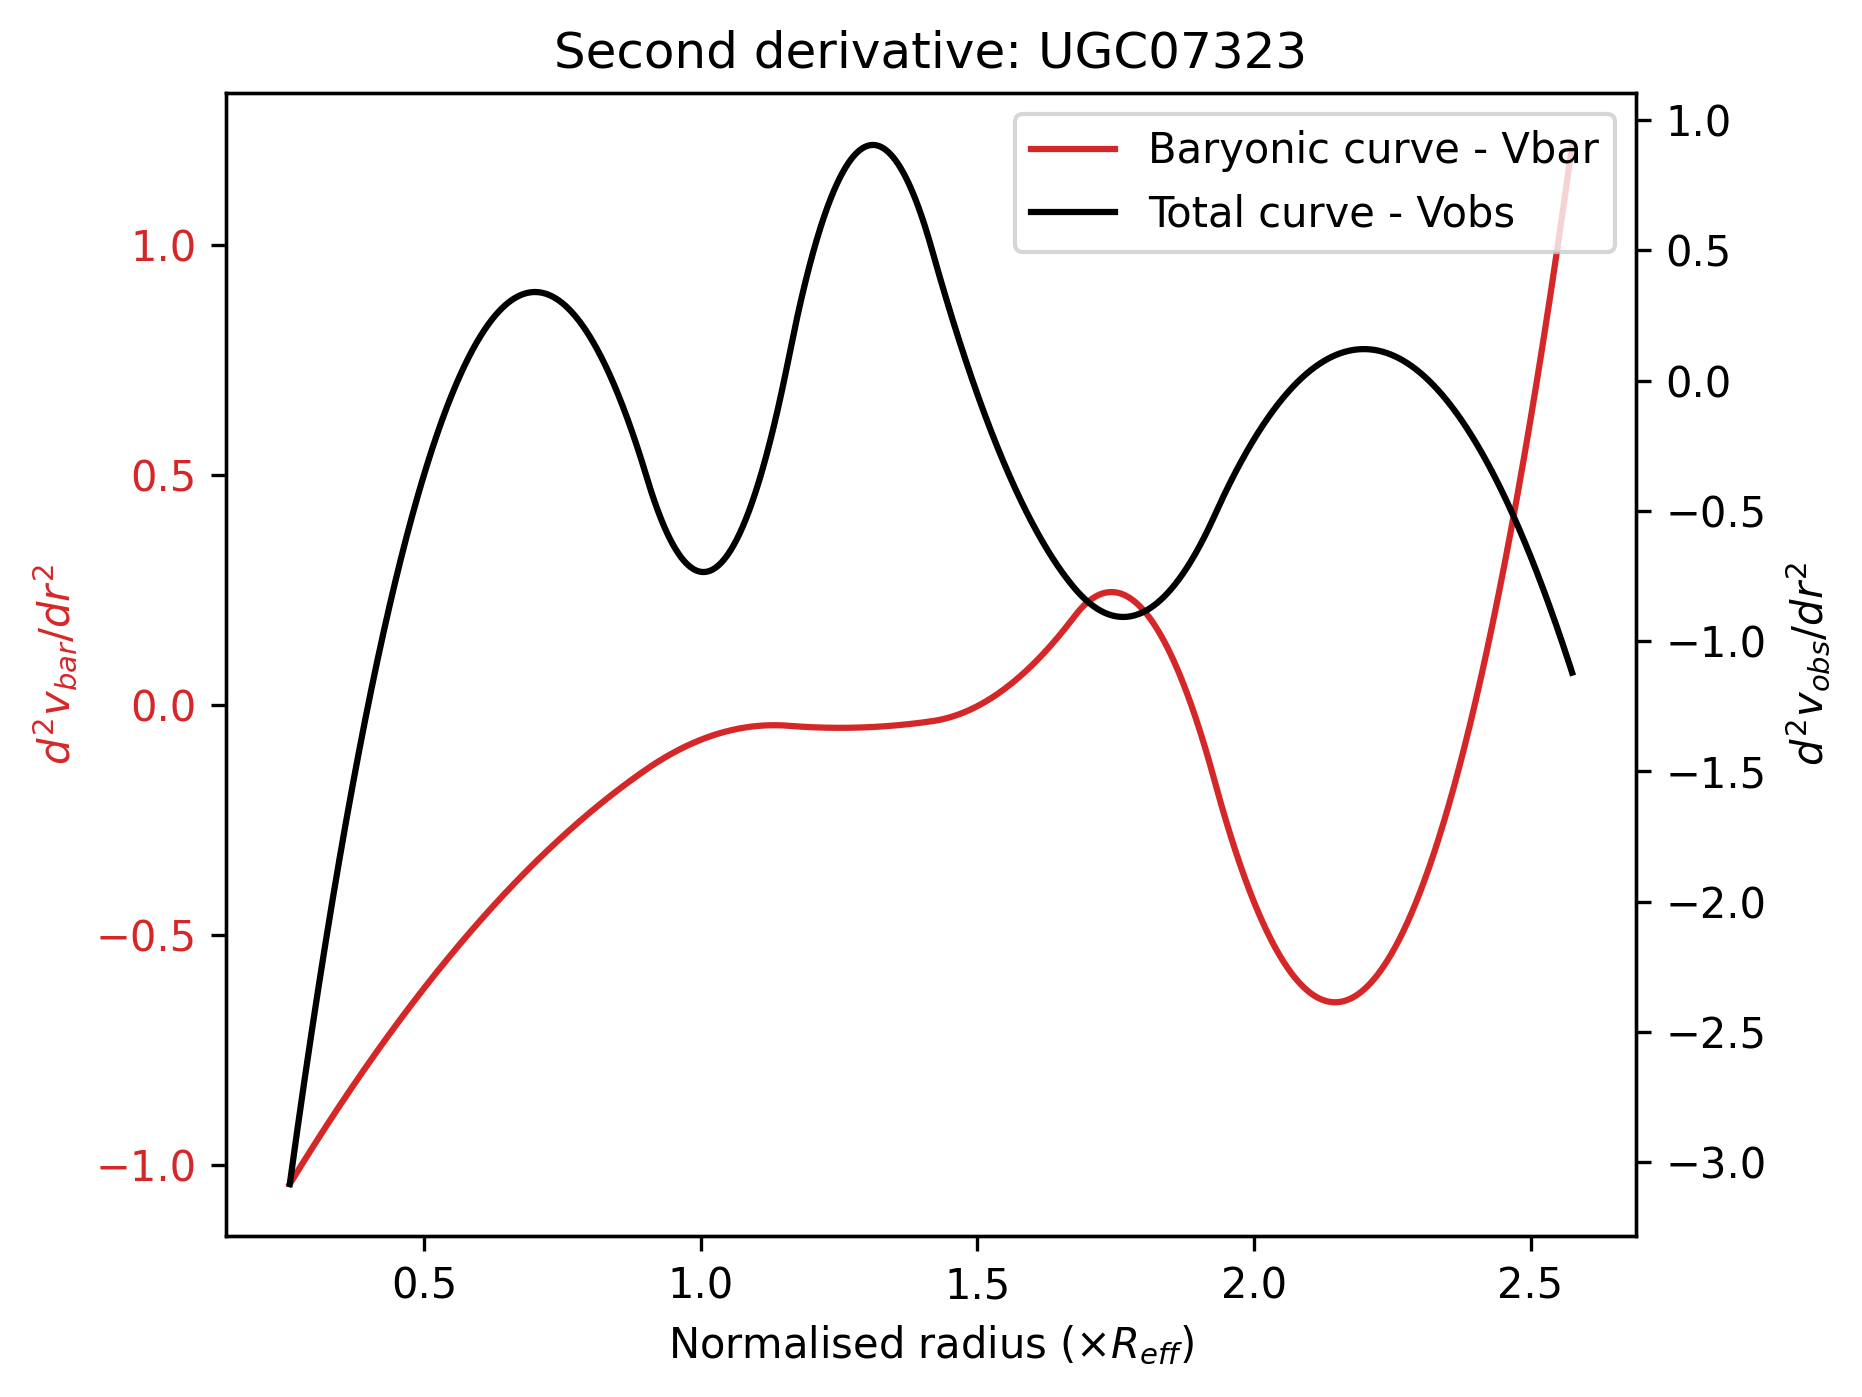 Second derivative: UGC07323
Baryonic curve - Vbar
Total curve - Vobs
1.0
0.5
0.0
−0.5
−1.0
d²v_bar/dr²
1.0
0.5
0.0
−0.5
−1.0
−1.5
−2.0
−2.5
−3.0
d²v_obs/dr²
0.5 1.0 1.5 2.0 2.5
Normalised radius (×R_eff)